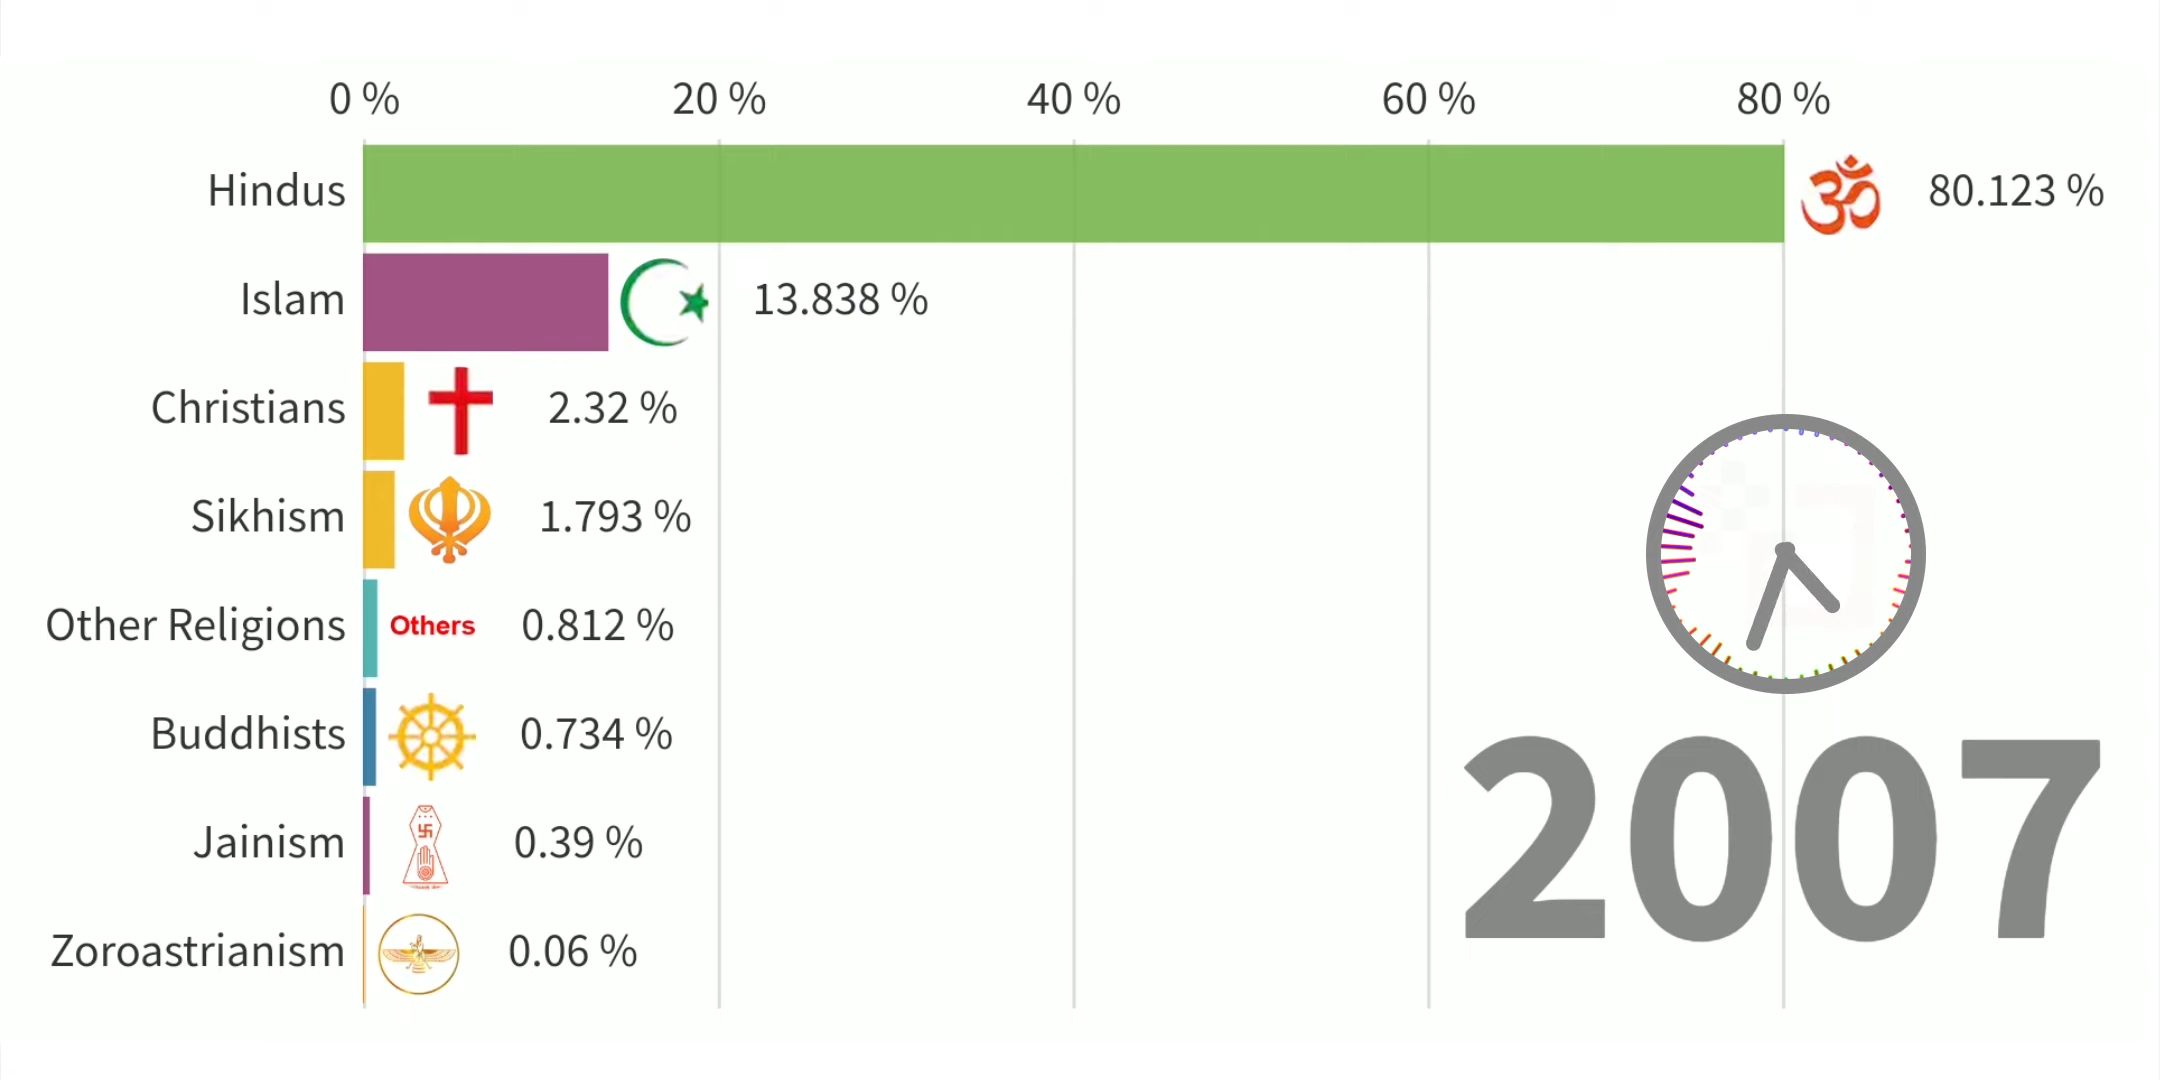 0 % 20 % 40 % 60 % 80 %
Hindus ॐ 80.123 %
Islam 13.838 %
Christians 2.32 %
Sikhism 1.793 %
Other Religions Others 0.812 %
Buddhists 0.734 %
Jainism 0.39 %
Zoroastrianism 0.06 %
2007